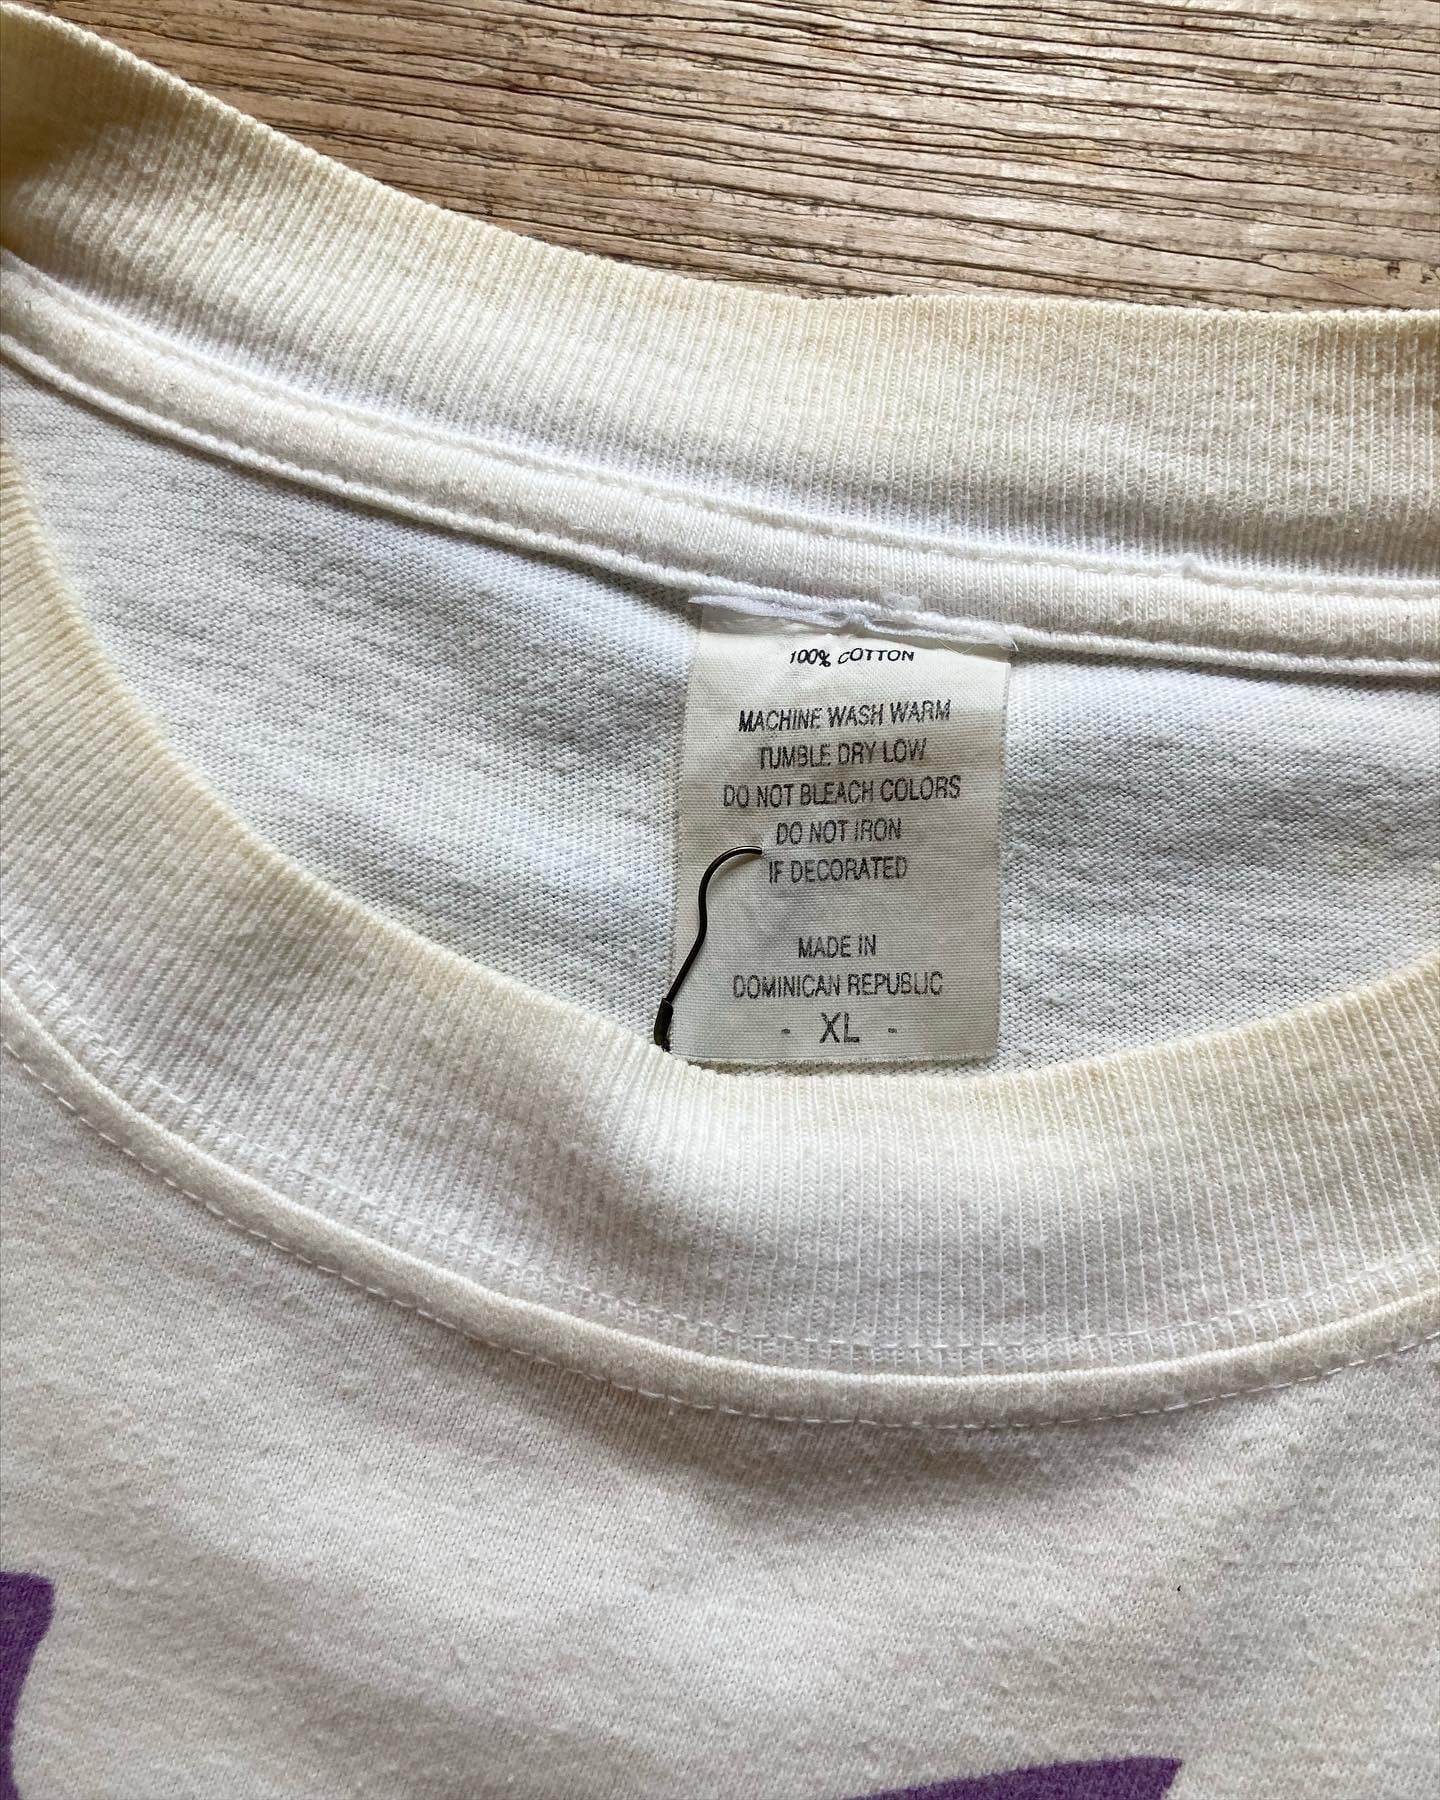 100% COTTON
MACHINE WASH WARM
TUMBLE DRY LOW
DO NOT BLEACH COLORS
DO NOT IRON
IF DECORATED
MADE IN
DOMINICAN REPUBLIC
- XL -